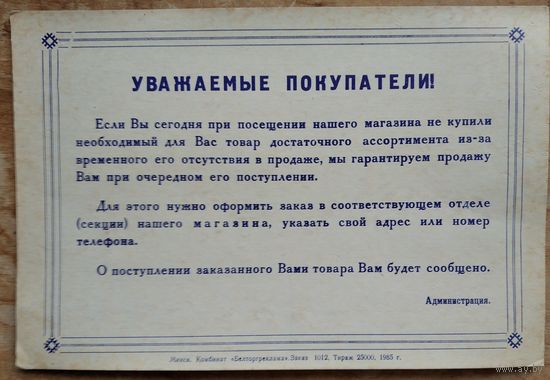 УВАЖАЕМЫЕ ПОКУПАТЕЛИ!
Если Вы сегодня при посещении нашего магазина не купили
необходимый для Вас товар достаточного ассортимента из-за
временного его отсутствия в продаже, мы гарантируем продажу
Вам при очередном его поступлении.
Для этого нужно оформить заказ в соответствующем отделе
(секции) нашего магазина, указать свой адрес или номер
телефона.
О поступлении заказанного Вами товара Вам будет сообщено.
Администрация.
Минск. Комбинат «Белторгреклама». Заказ 1012, Тираж 25000, 1985 г.
www.ay.by